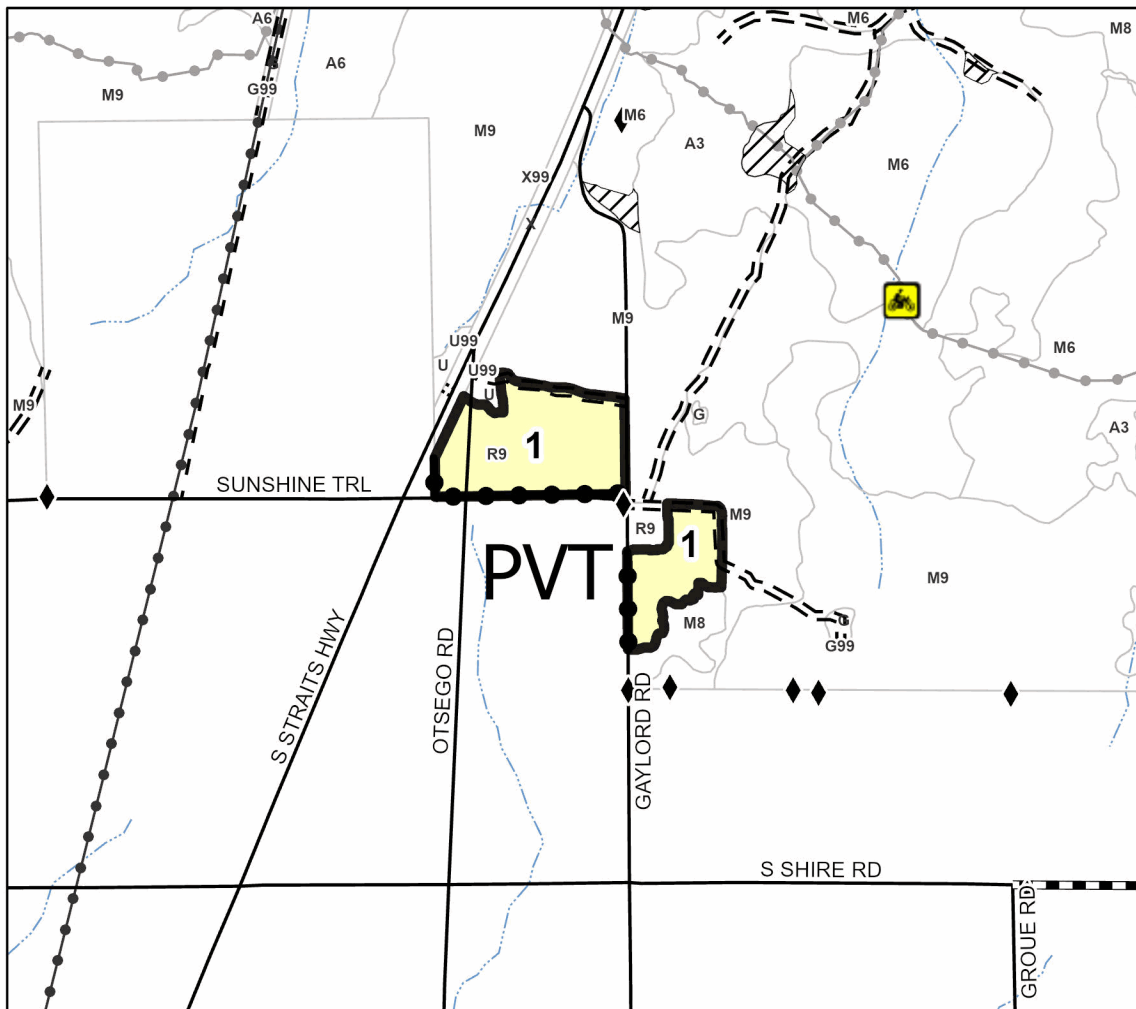 A6
M6
M8
A6
G99
M9
M6
M9
A3
M6
X99
X
M9
U99
M6
U
U99
U
M9
G
A3
1
R9
SUNSHINE TRL
M9
R9
1
PVT
M9
M8
G
G99
S STRAITS HWY
OTSEGO RD
GAYLORD RD
S SHIRE RD
GROUE RD